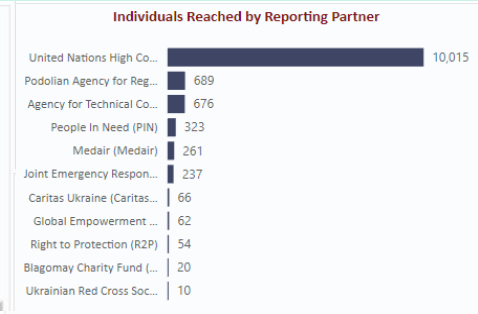 Individuals Reached by Reporting Partner
United Nations High Co... 10,015
Podolian Agency for Reg... 689
Agency for Technical Co... 676
People In Need (PIN) 323
Medair (Medair) 261
Joint Emergency Respon... 237
Caritas Ukraine (Caritas... 66
Global Empowerment ... 62
Right to Protection (R2P) 54
Blagomay Charity Fund (... 20
Ukrainian Red Cross Soc... 10